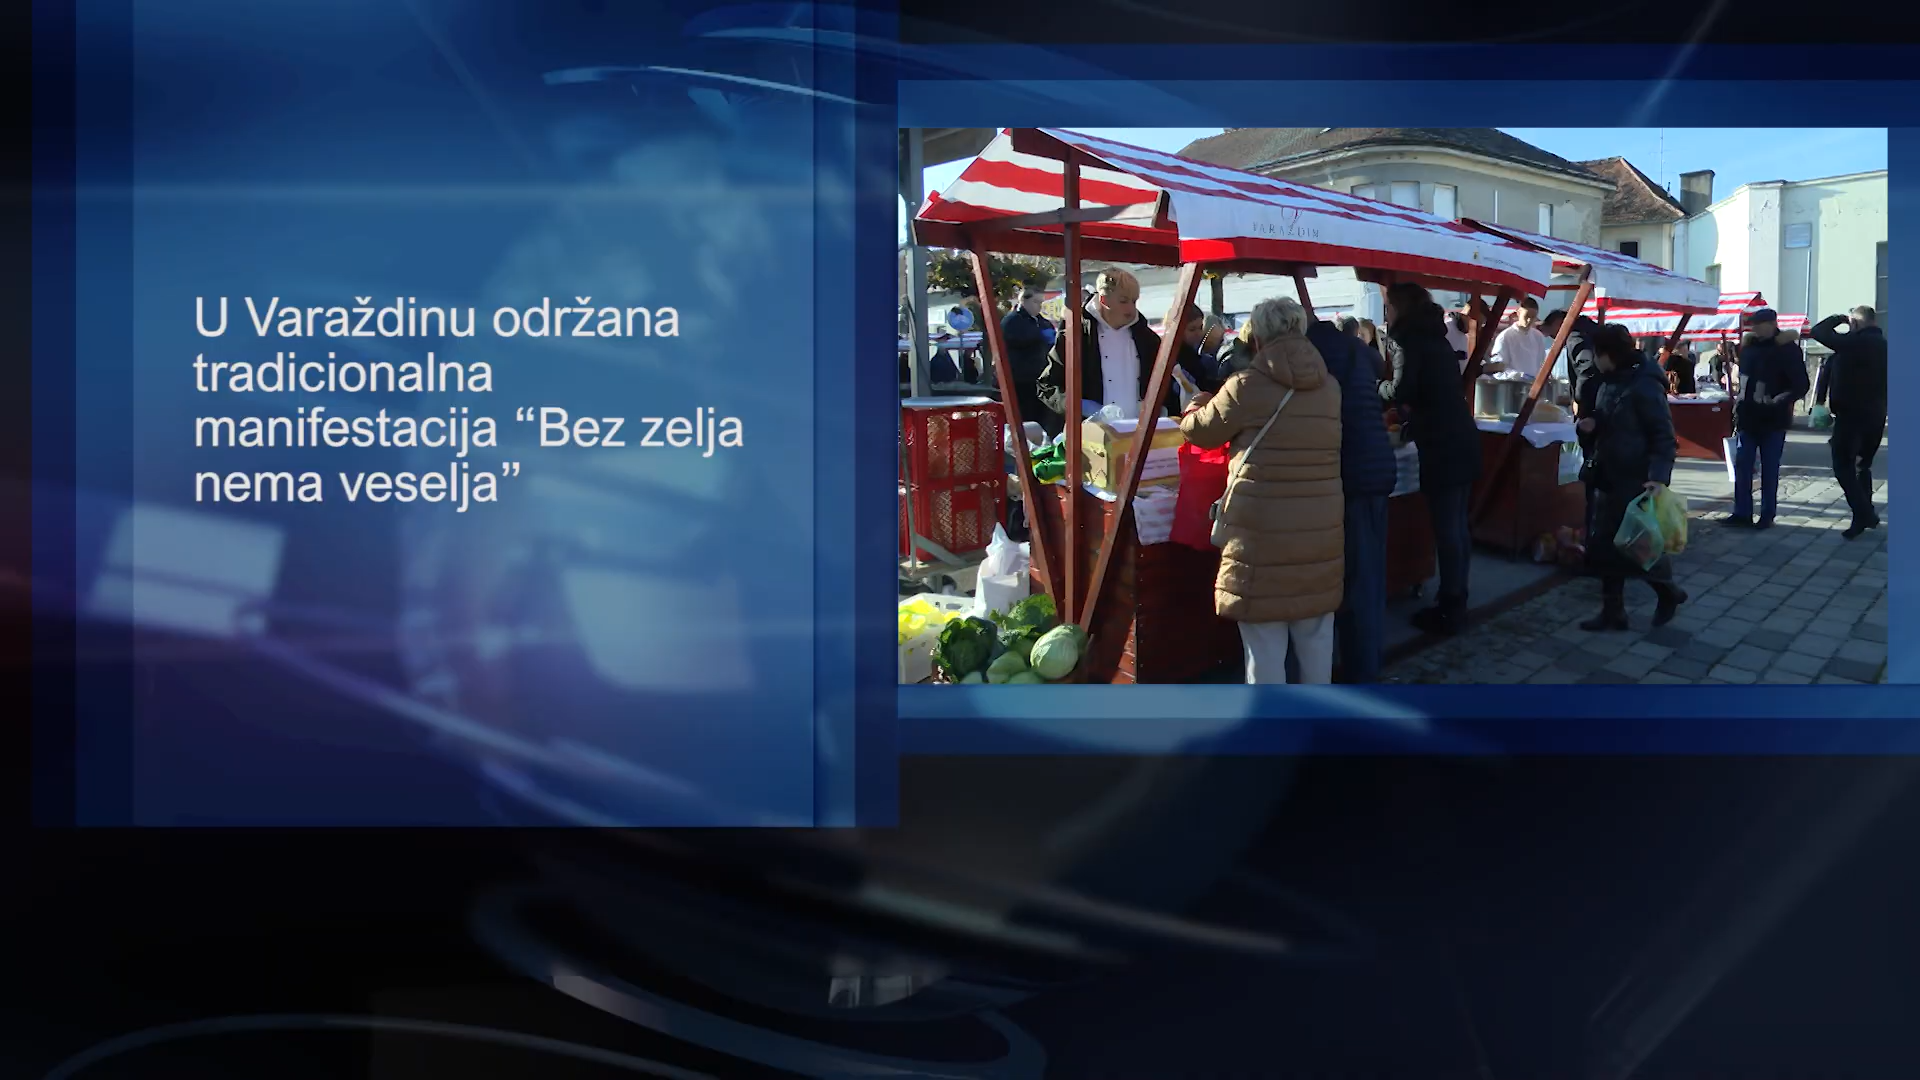 U Varaždinu održana
tradicionalna
manifestacija “Bez zelja
nema veselja”
VARAŽDIN